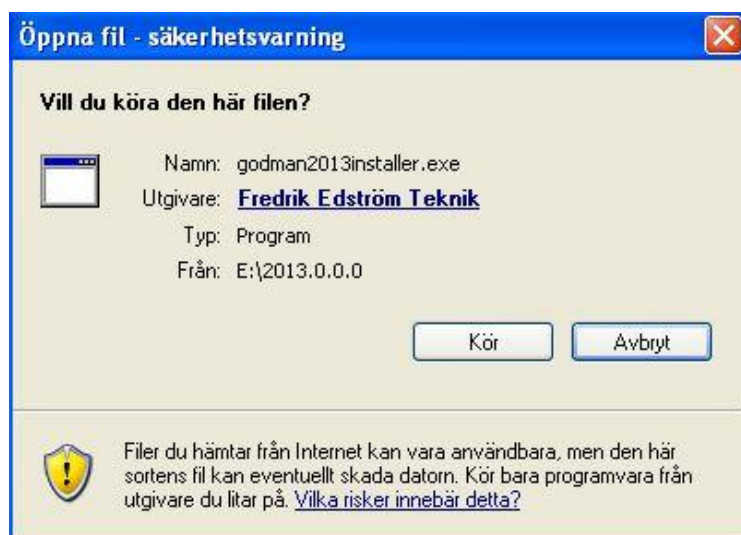 Öppna fil - säkerhetsvarning
Vill du köra den här filen?
Namn: godman2013installer.exe
Utgivare: Fredrik Edström Teknik
Typ: Program
Från: E:\2013.0.0.0
Kör Avbryt
Filer du hämtar från Internet kan vara användbara, men den här
sortens fil kan eventuellt skada datorn. Kör bara programvara från
utgivare du litar på. Vilka risker innebär detta?